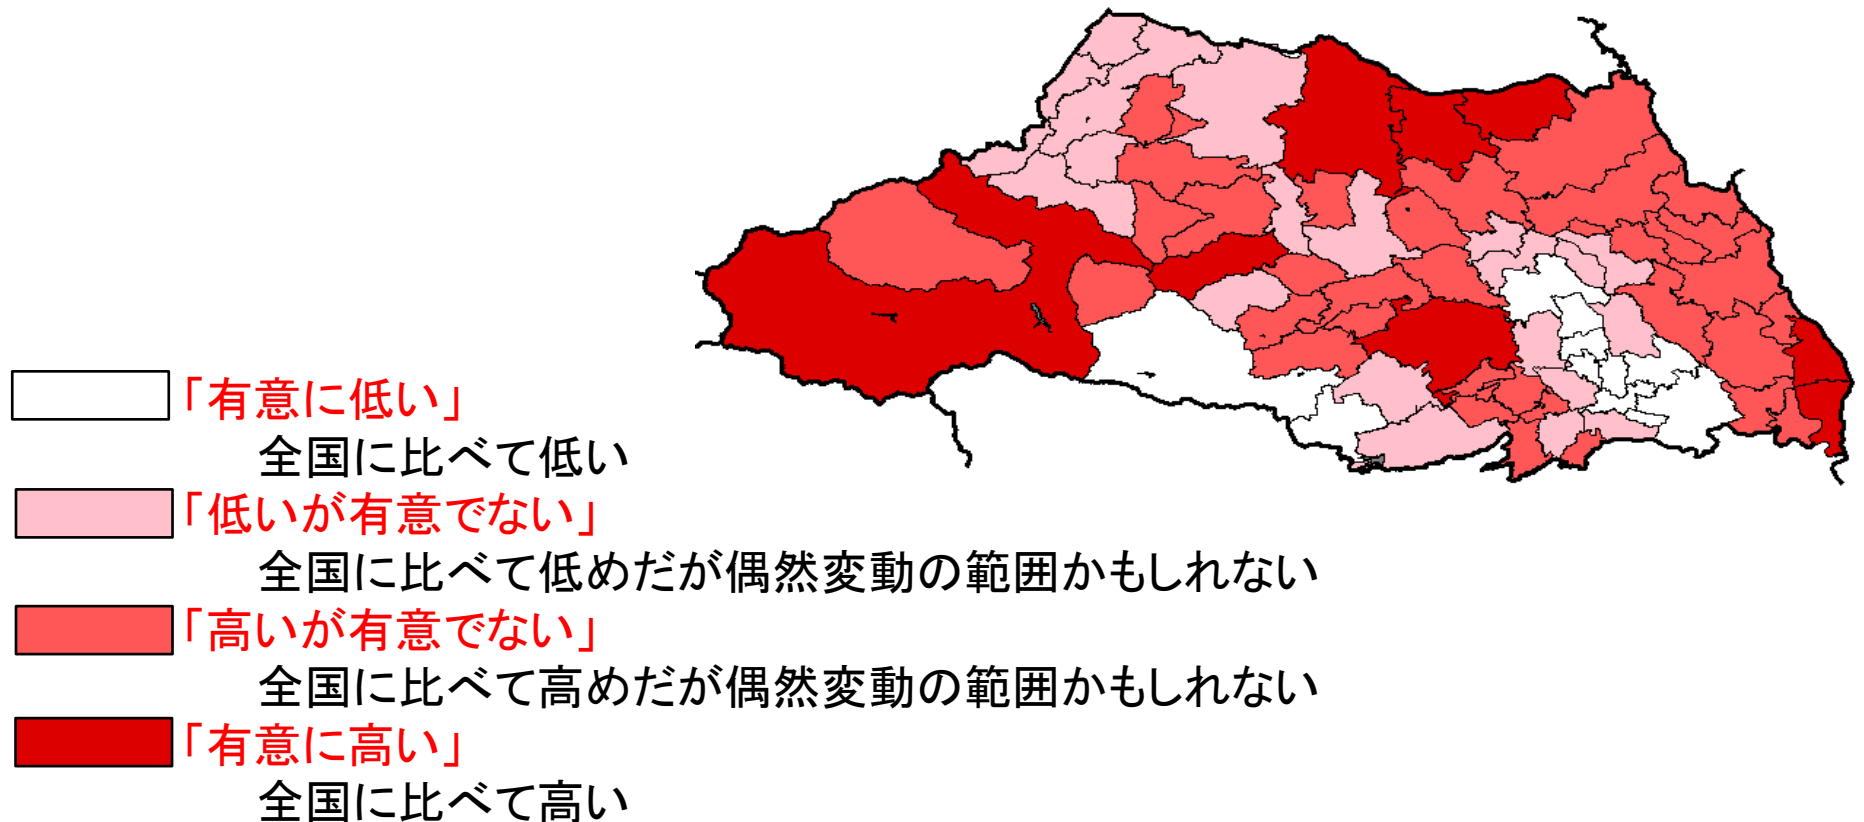 「有意に低い」
全国に比べて低い
「低いが有意でない」
全国に比べて低めだが偶然変動の範囲かもしれない
「高いが有意でない」
全国に比べて高めだが偶然変動の範囲かもしれない
「有意に高い」
全国に比べて高い